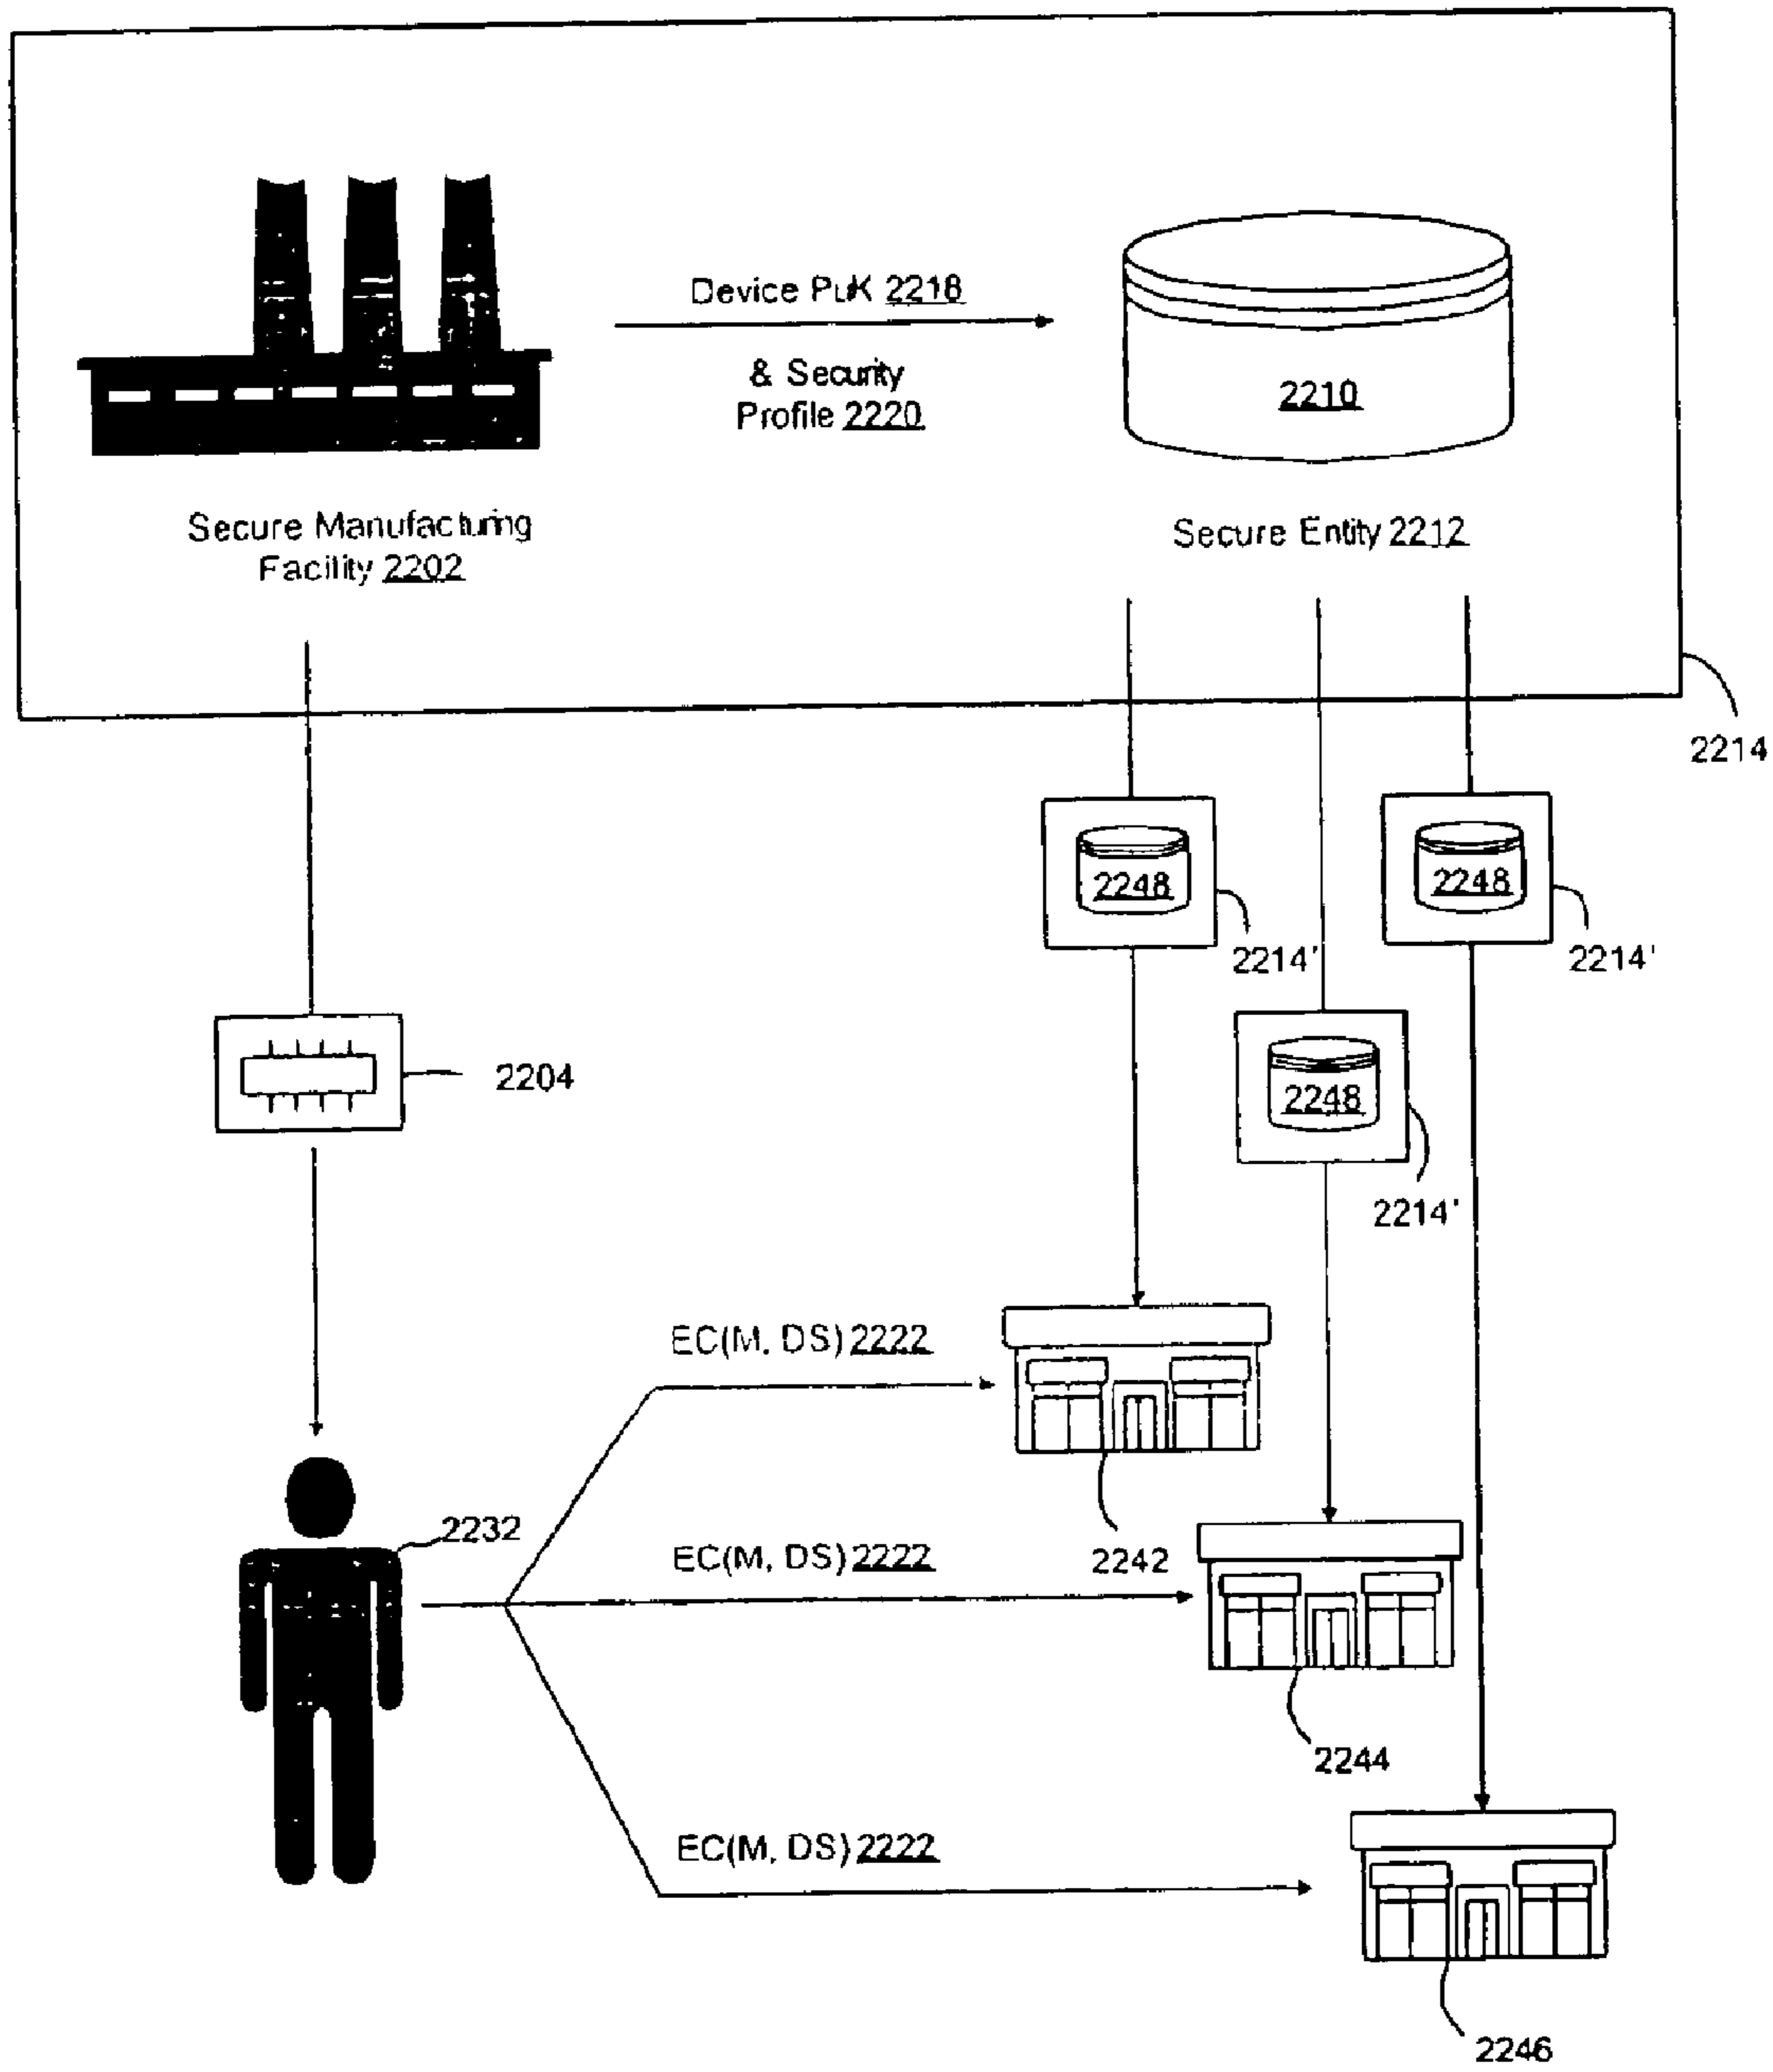 Device PuK 2218
& Security
Profile 2220
2210
Secure Manufacturing
Facility 2202
Secure Entity 2212
2214
2248
2248
2214'
2214'
2204
2248
2214'
EC(M, DS) 2222
2232
EC(M, DS) 2222
2242
2244
EC(M, DS) 2222
2246